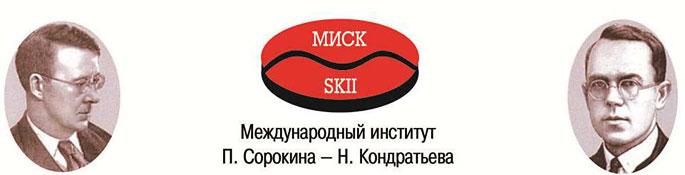 МИСК
SKII
Международный институт
П. Сорокина – Н. Кондратьева